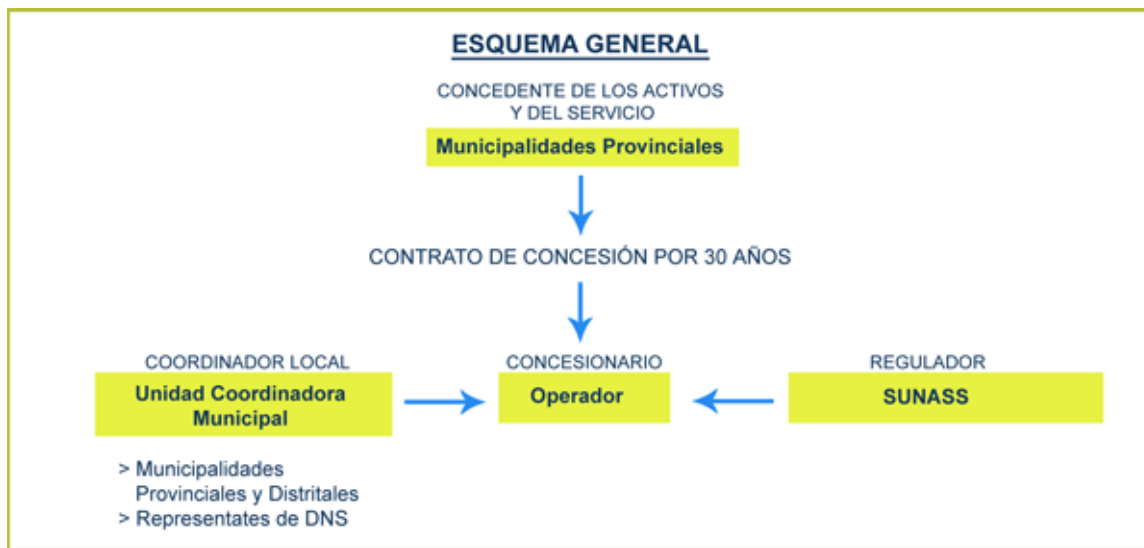 ESQUEMA GENERAL
CONCEDENTE DE LOS ACTIVOS
Y DEL SERVICIO
Municipalidades Provinciales
CONTRATO DE CONCESIÓN POR 30 AÑOS
COORDINADOR LOCAL
Unidad Coordinadora
Municipal
> Municipalidades
Provinciales y Distritales
> Representates de DNS
CONCESIONARIO
Operador
REGULADOR
SUNASS